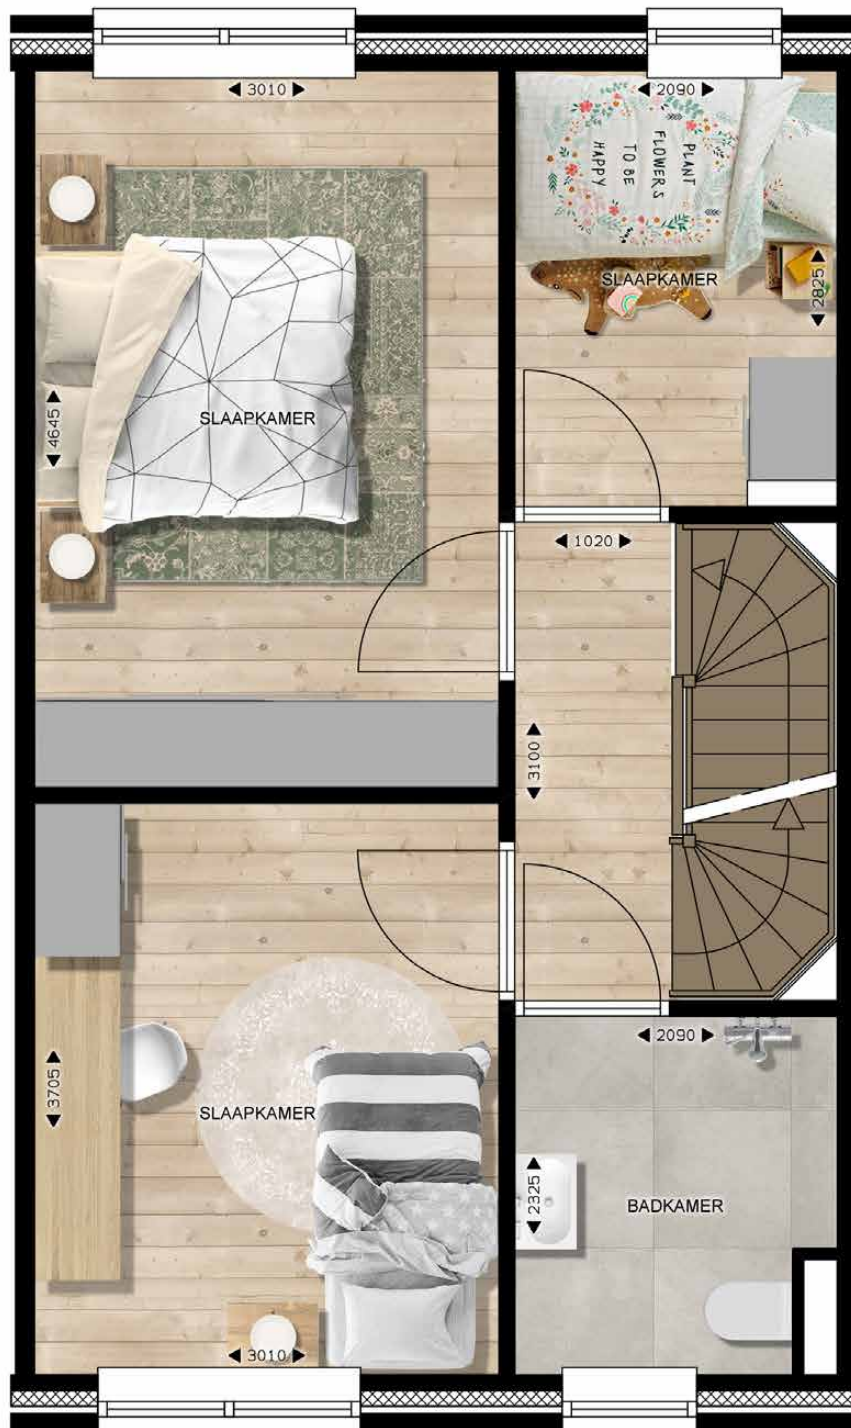 3010
2090
PLANT
FLOWERS
TO BE
HAPPY
SLAAPKAMER
2825
4645
SLAAPKAMER
1020
3100
2090
3705
SLAAPKAMER
2325
BADKAMER
3010